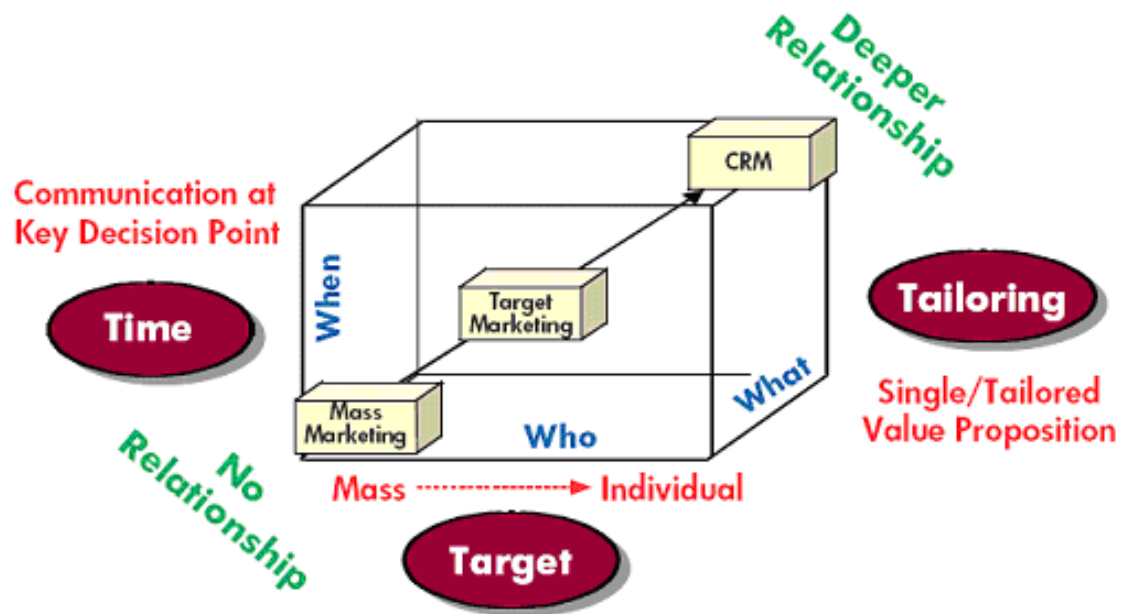 Deeper
Relationship
CRM
Communication at
Key Decision Point
When
Time
Target
Marketing
Tailoring
What
Single/Tailored
Value Proposition
Mass
Marketing
Who
No
Relationship
Mass
Individual
Target